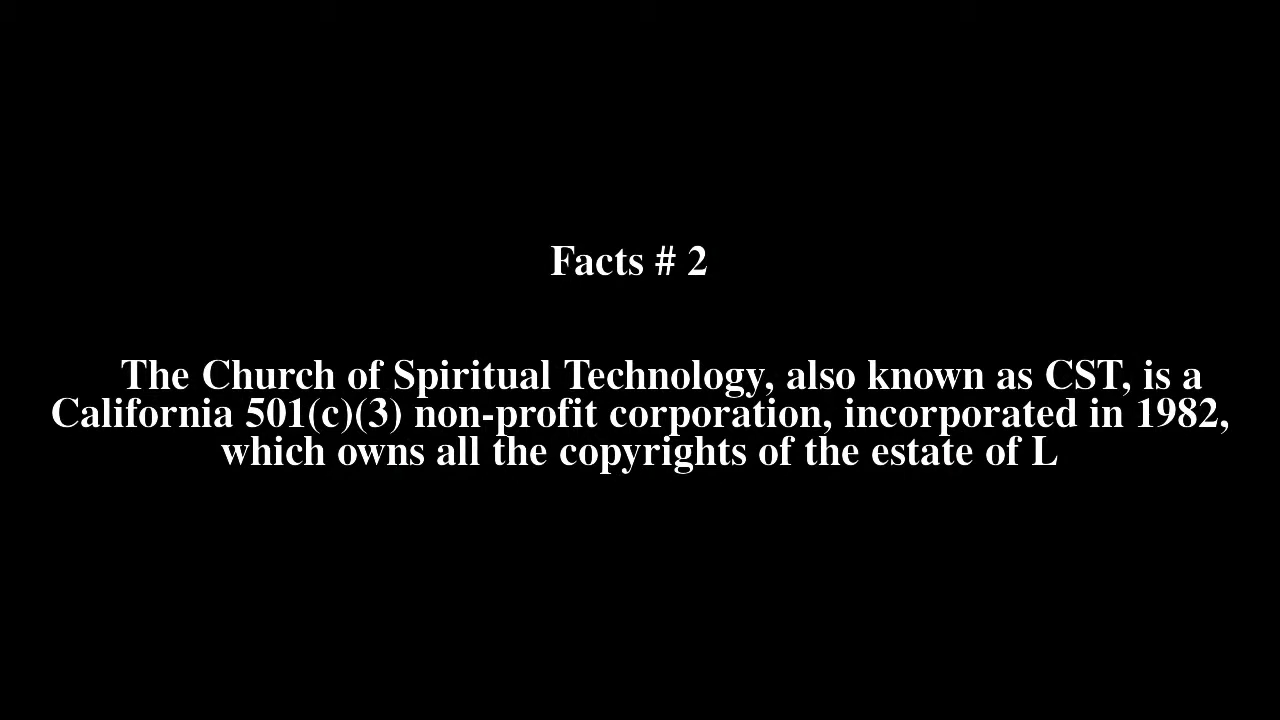 Facts # 2
The Church of Spiritual Technology, also known as CST, is a
California 501(c)(3) non-profit corporation, incorporated in 1982,
which owns all the copyrights of the estate of L